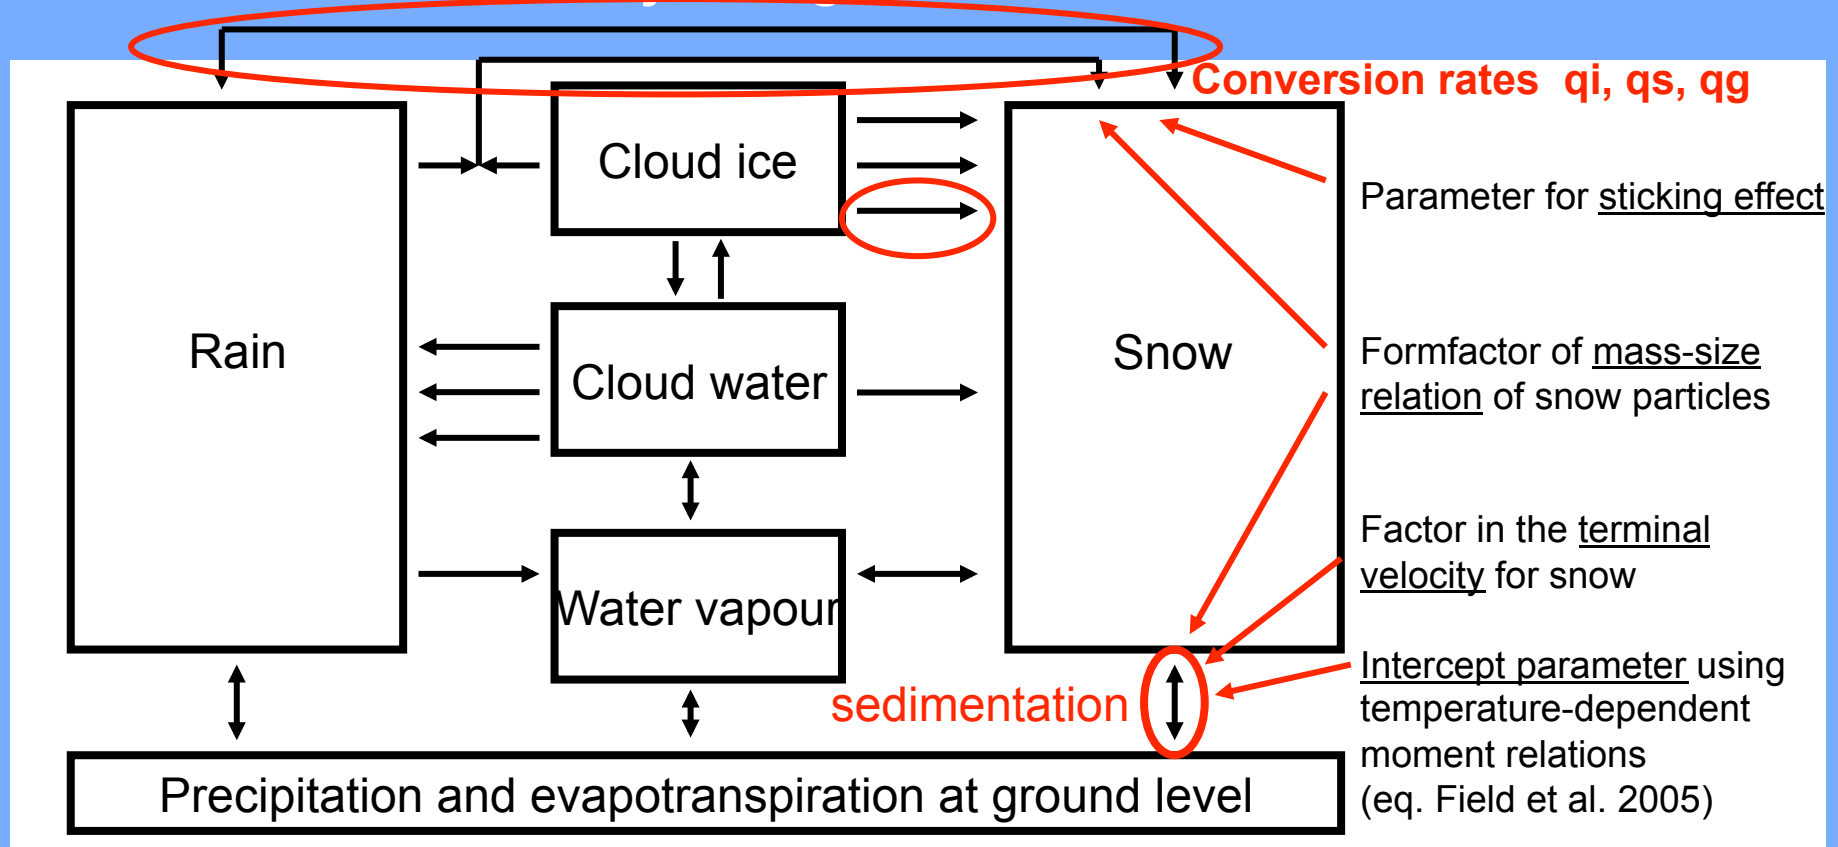 Conversion rates qi, qs, qg
Cloud ice
Parameter for sticking effect
Rain
Snow
Formfactor of mass-size
relation of snow particles
Cloud water
Factor in the terminal
velocity for snow
Water vapour
sedimentation
Intercept parameter using
temperature-dependent
moment relations
(eq. Field et al. 2005)
Precipitation and evapotranspiration at ground level